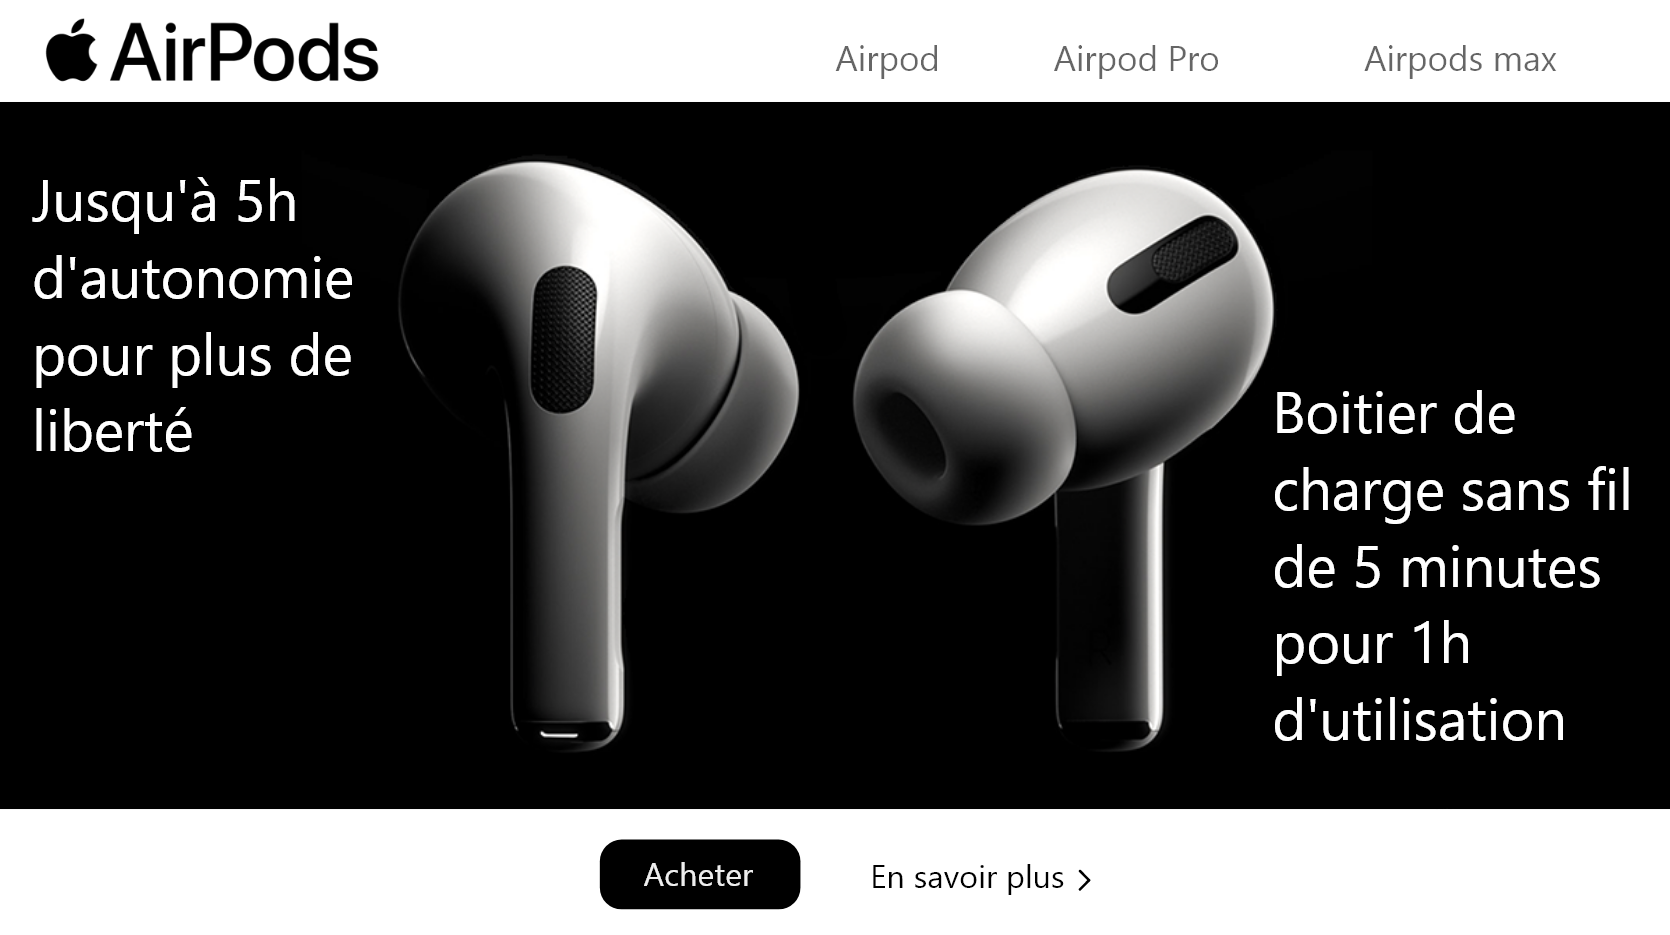 AirPods
Airpod
Airpod Pro
Airpods max
Jusqu'à 5h
d'autonomie
pour plus de
liberté
Boitier de
charge sans fil
de 5 minutes
pour 1h
d'utilisation
R
Acheter
En savoir plus >